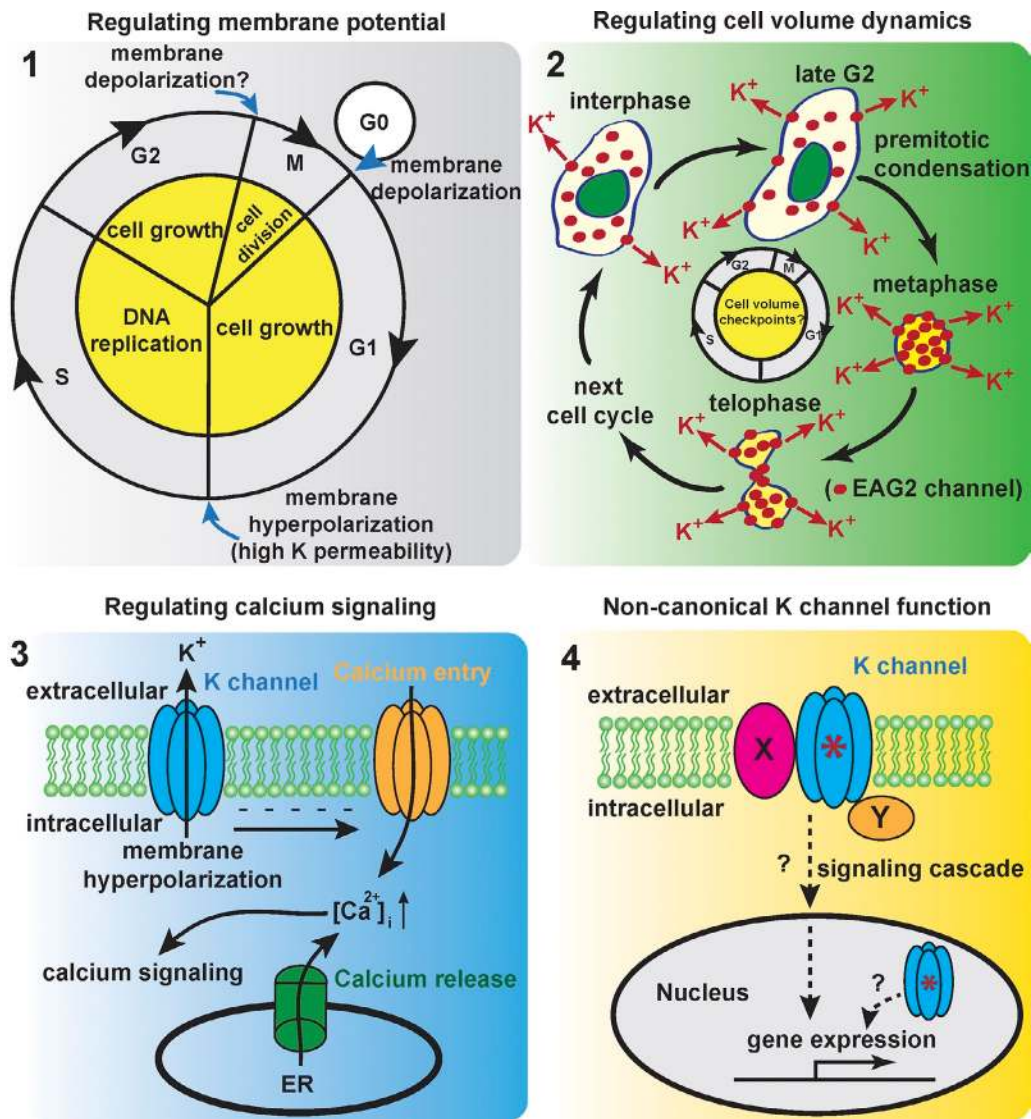 Regulating membrane potential
1
membrane
depolarization?
G0
G2
M
membrane
depolarization
cell growth
cell
division
DNA
replication
cell growth
G1
S
membrane
hyperpolarization
(high K permeability)
Regulating cell volume dynamics
2
interphase
late G2
K+
K+
K+
premitotic
condensation
K+
K+
K+
metaphase
G2
M
Cell volume
checkpoints?
S
G1
K+
K+
K+
K+
next
cell cycle
telophase
K+
K+
K+
K+
( EAG2 channel)
Regulating calcium signaling
3
K+
K channel
Calcium entry
extracellular
intracellular
- - - - - -
membrane
hyperpolarization
[Ca2+]i
calcium signaling
Calcium release
ER
Non-canonical K channel function
4
K channel
extracellular
X
*
intracellular
Y
?
signaling cascade
Nucleus
?
*
gene expression